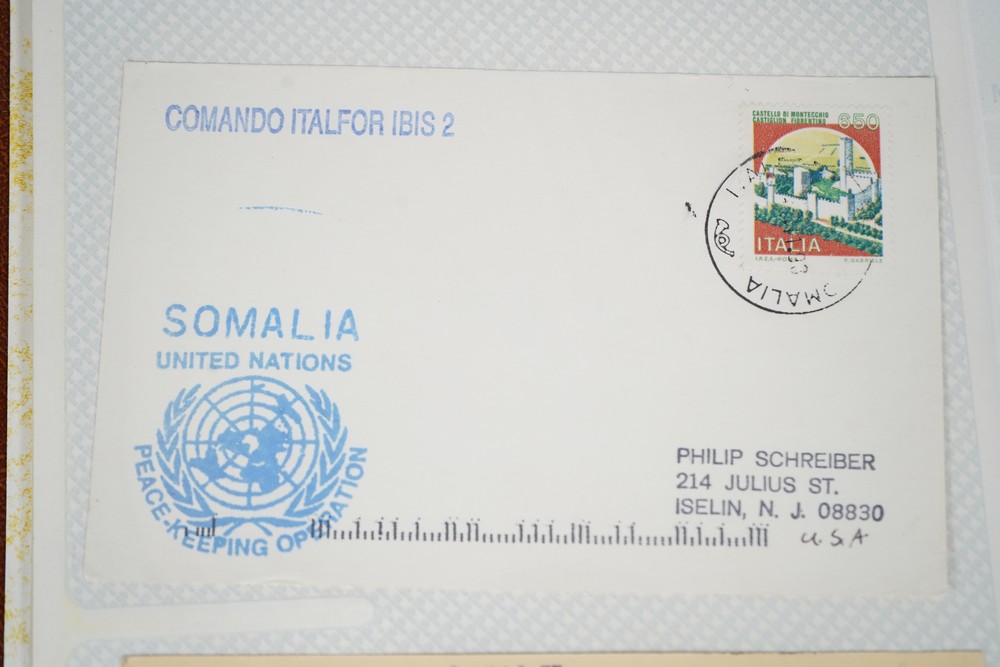 COMANDO ITALFOR IBIS 2
CASTELLO DI MONTECCHIO
CASTIGLION FIORENTINO
650
ITALIA
SOMALIA
UNITED NATIONS
PEACE-KEEPING OPERATION
PHILIP SCHREIBER
214 JULIUS ST.
ISELIN, N. J. 08830
U.S.A